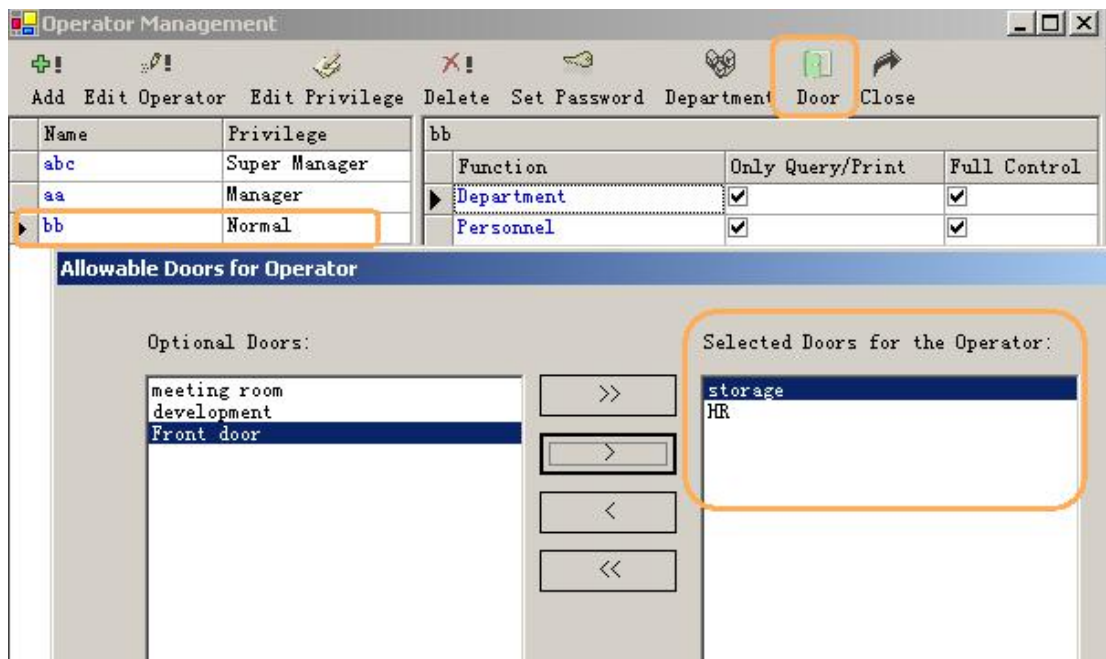 Operator Management
Add Edit Operator Edit Privilege Delete Set Password Department Door Close
Name Privilege bb
abc Super Manager Function Only Query/Print Full Control
aa Manager Department
bb Normal Personnel
Allowable Doors for Operator
Optional Doors: Selected Doors for the Operator:
meeting room >> storage
development HR
Front door
>
<
<<